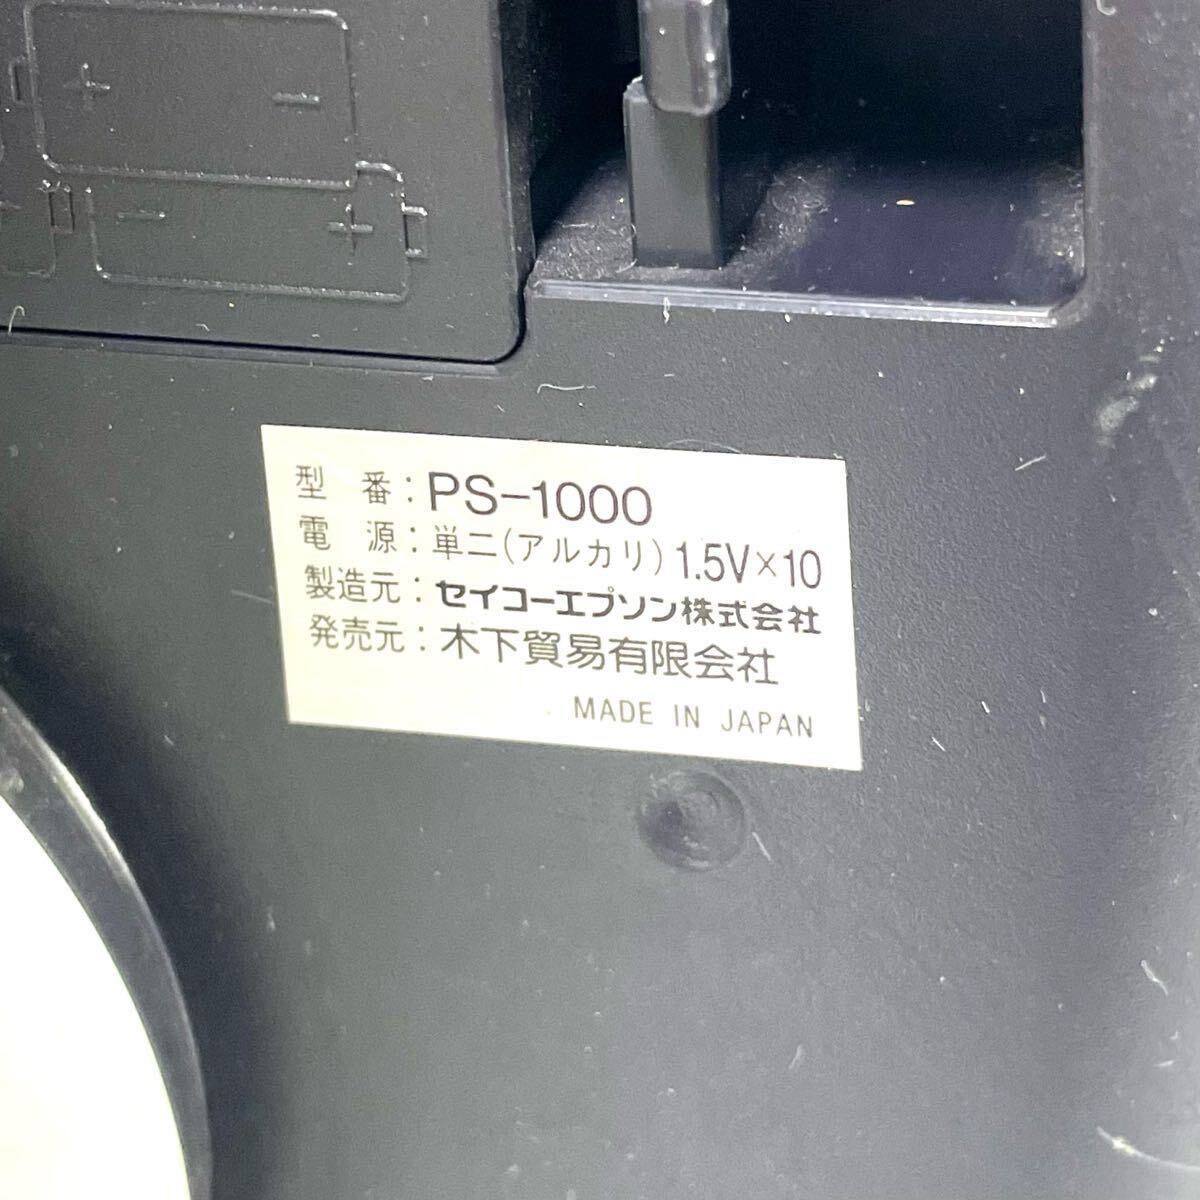 型 番：PS-1000
電 源：単二(アルカリ)1.5V×10
製造元：セイコーエプソン株式会社
発売元：木下貿易有限会社
MADE IN JAPAN